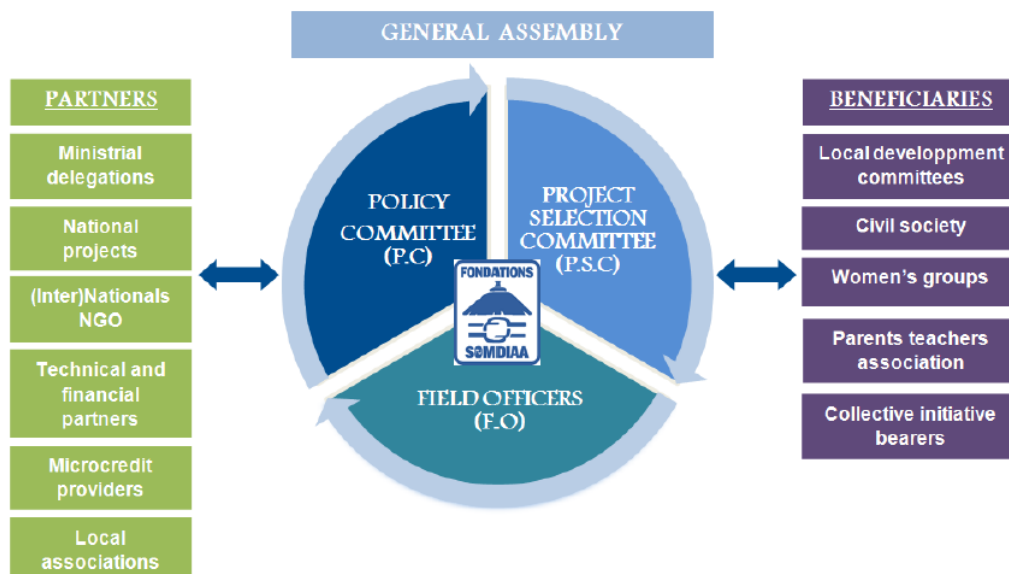 GENERAL ASSEMBLY
PARTNERS
Ministrial
delegations
National
projects
(Inter)Nationals
NGO
Technical and
financial
partners
Microcredit
providers
Local
associations
POLICY
COMMITTEE
(P.C)
PROJECT
SELECTION
COMMITTEE
(P.S.C)
FONDATIONS
SOMDIAA
FIELD OFFICERS
(F.O)
BENEFICIARIES
Local developpment
committees
Civil society
Women's groups
Parents teachers
association
Collective initiative
bearers